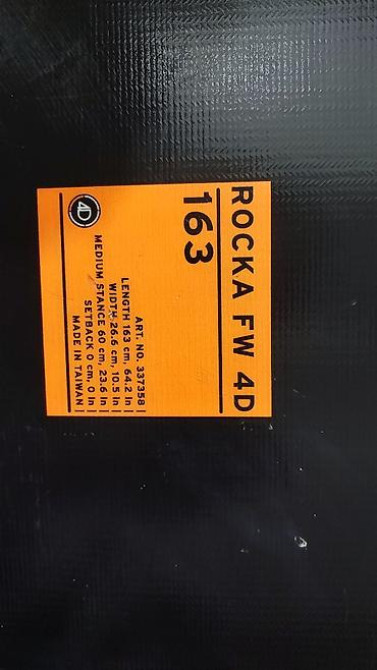 ROCKA FW 4D
163
ART. NO. 337358
LENGTH 163 cm, 64.2 in
WIDTH 26.6 cm, 10.5 in
MEDIUM STANCE 60 cm, 23.6 in
SETBACK 0 cm, 0 in
MADE IN TAIWAN
4D